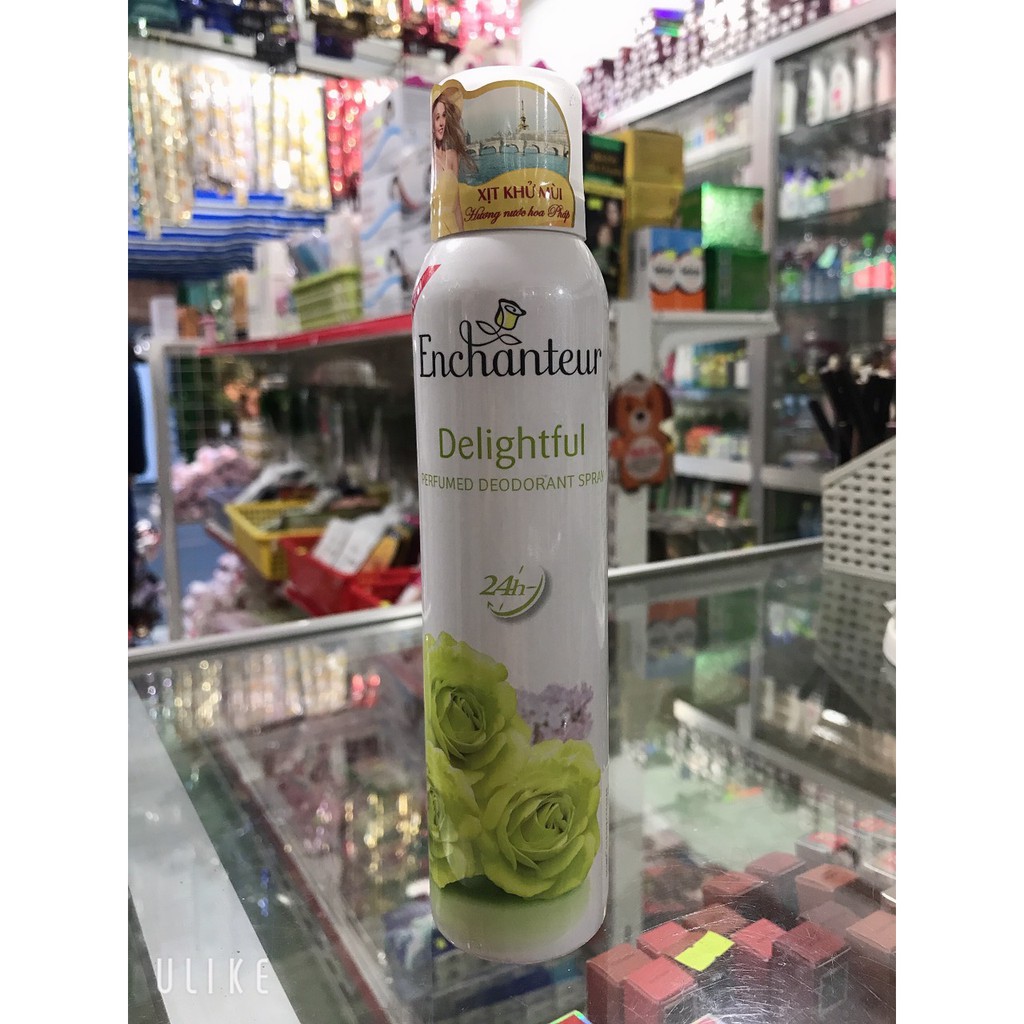 XỊT KHỬ MÙI
Hương nước hoa Pháp
Enchanteur
Delightful
PERFUMED DEODORANT SPRAY
24h
ULIKE